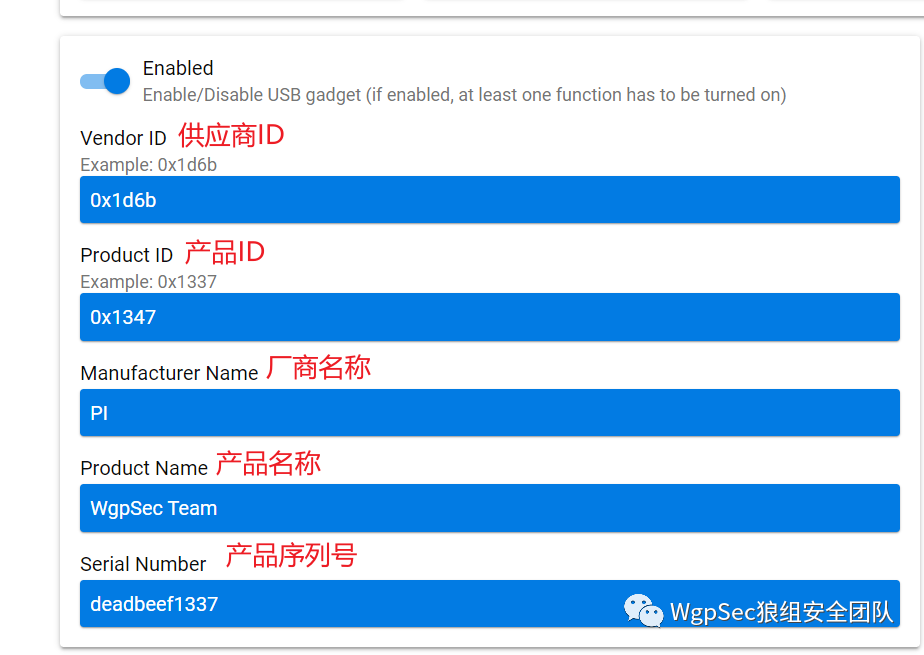 Enabled
Enable/Disable USB gadget (if enabled, at least one function has to be turned on)
Vendor ID 供应商ID
Example: 0x1d6b
0x1d6b
Product ID 产品ID
Example: 0x1337
0x1347
Manufacturer Name 厂商名称
PI
Product Name 产品名称
WgpSec Team
Serial Number 产品序列号
deadbeef1337
WgpSec狼组安全团队